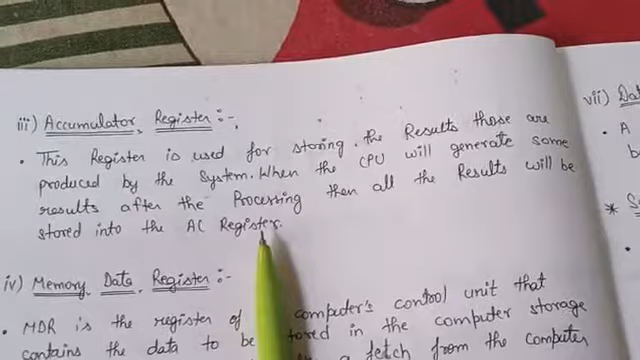 iii) Accumulator Register :-
• This Register is used for storing the Results those are
produced by the System. When the CPU will generate some
results after the Processing then all the Results will be
stored into the AC Register.
iv) Memory Data Register :-
• MDR is the register of computer's control unit that
contains the data to be stored in the computer storage
a fetch from the computer
vii) Dat
• A
*